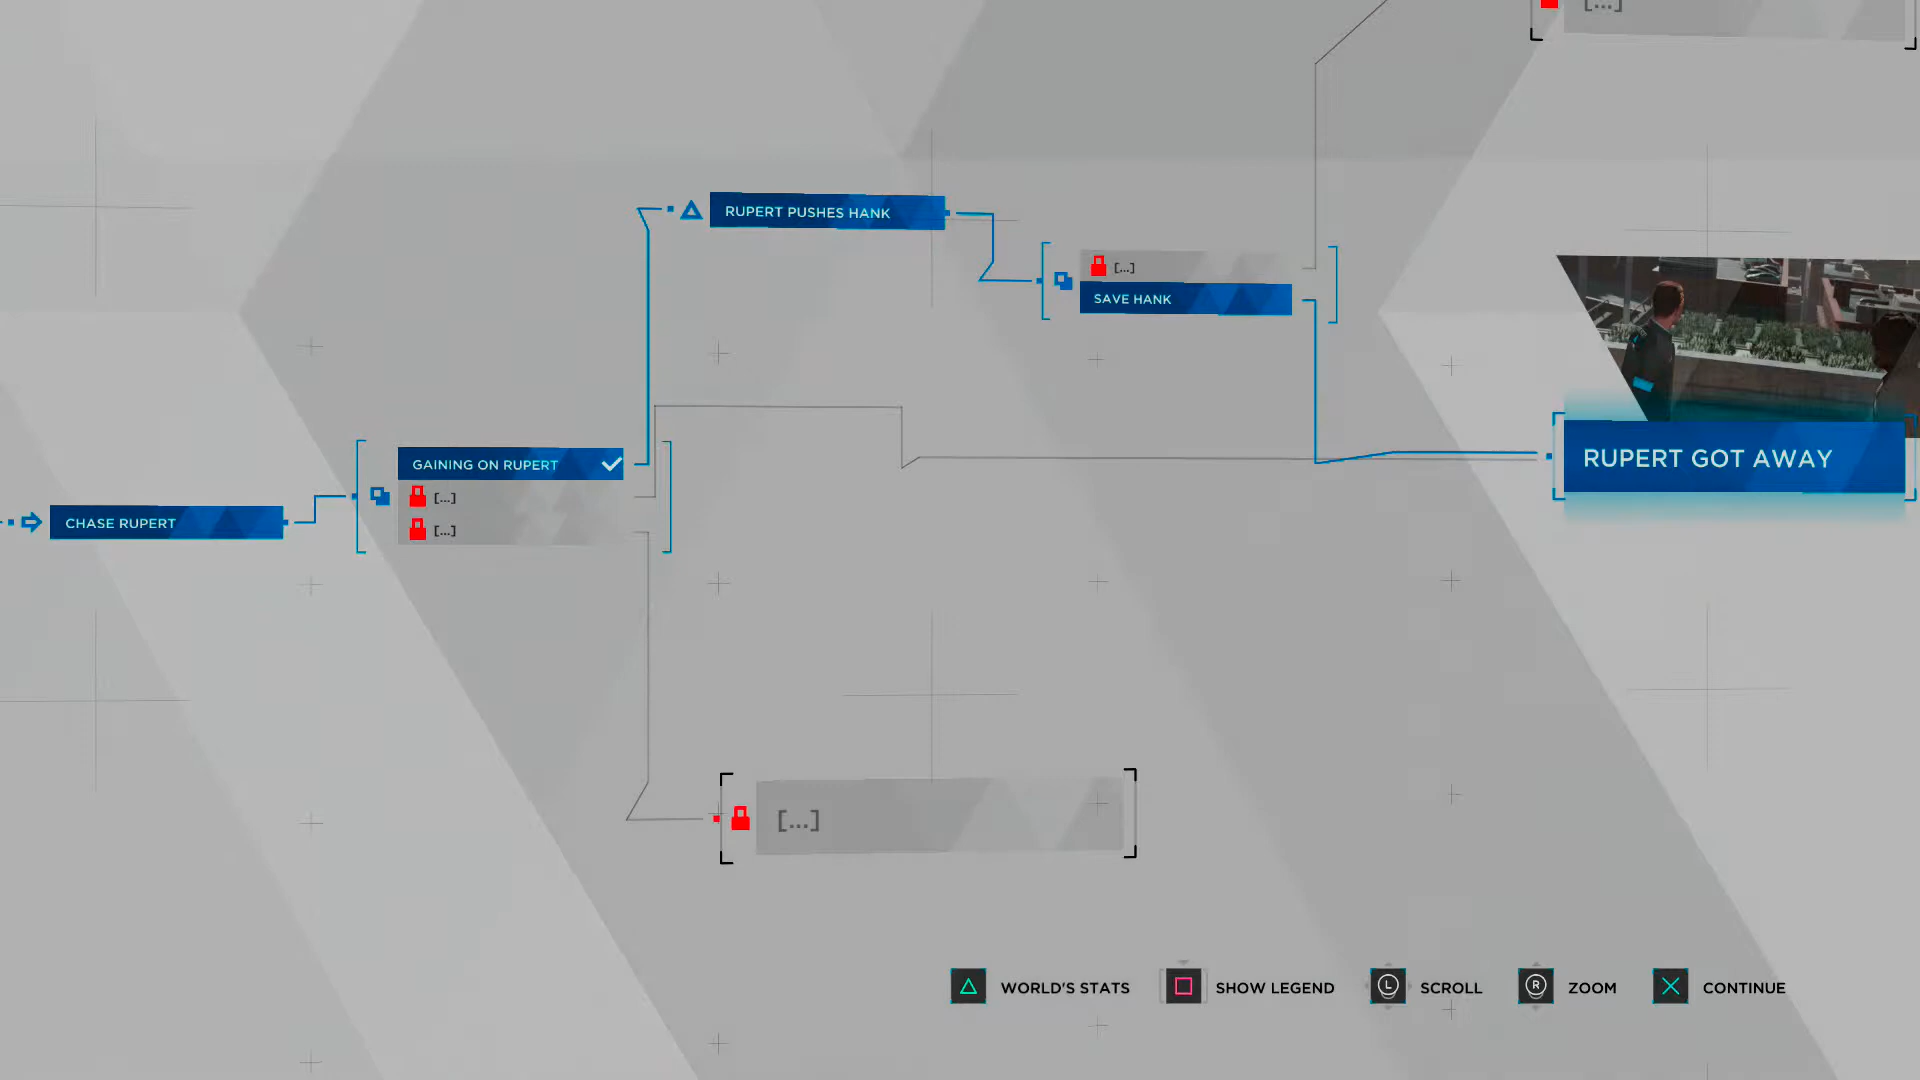 [...]
RUPERT PUSHES HANK
[...]
SAVE HANK
GAINING ON RUPERT
[...]
[...]
CHASE RUPERT
RUPERT GOT AWAY
[...]
WORLD'S STATS
SHOW LEGEND
L
SCROLL
R
ZOOM
CONTINUE